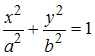 x²/a² + y²/b² = 1